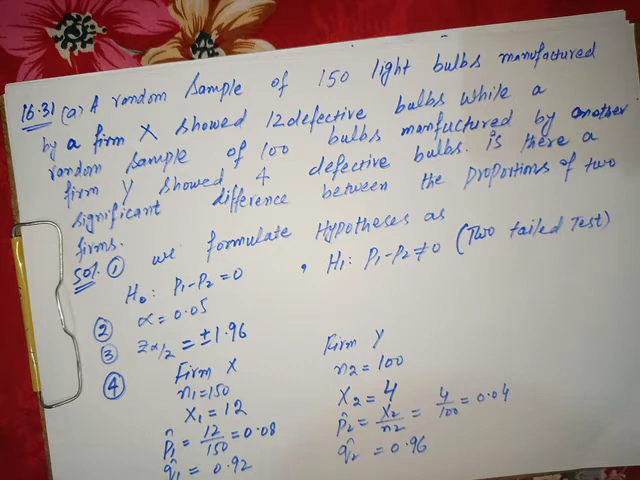 16.31 (a) A random sample of 150 light bulbs manufactured
by a firm X showed 12 defective bulbs while a
random sample of 100 bulbs manfuctured by another
firm Y showed 4 defective bulbs. is there a
significant difference between the proportions of two
firms.
Sol. ① we formulate Hypotheses as
H₀: P₁-P₂=0 , H₁: P₁-P₂≠0 (Two tailed Test)
② α=0.05
③ Zα/2 = ±1.96
④ Firm X Firm Y
n₁=150 n₂=100
X₁=12 X₂=4
p̂₁ = 12/150 = 0.08 p̂₂ = X₂/n₂ = 4/100 = 0.04
q̂₁ = 0.92 q̂₂ = 0.96